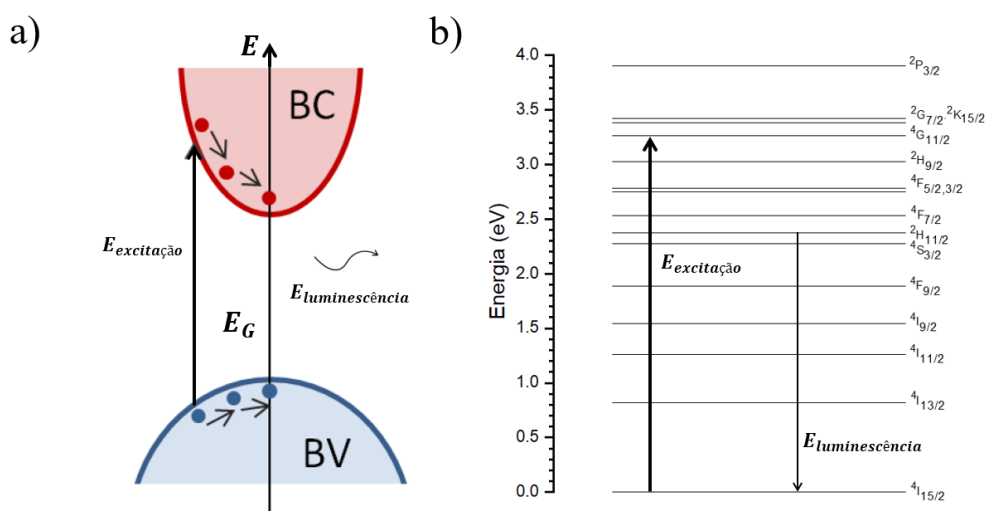 a)
E
BC
E_excitação
E_luminescência
E_G
BV
b)
Energia (eV)
4.0
3.5
3.0
2.5
2.0
1.5
1.0
0.5
0.0
²P₃/₂
²G₇/₂,²K₁₅/₂
⁴G₁₁/₂
²H₉/₂
⁴F₅/₂,₃/₂
⁴F₇/₂
²H₁₁/₂
⁴S₃/₂
⁴F₉/₂
⁴I₉/₂
⁴I₁₁/₂
⁴I₁₃/₂
⁴I₁₅/₂
E_excitação
E_luminescência